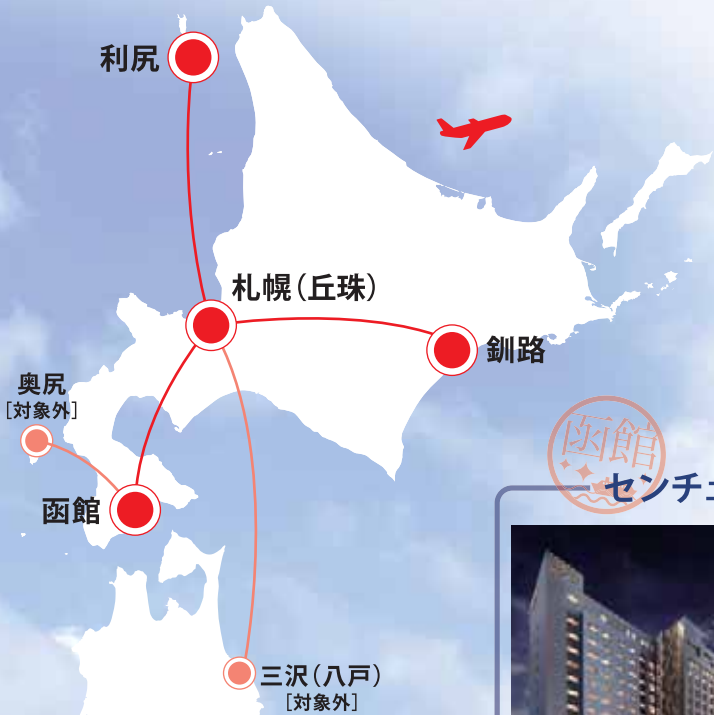 利尻
札幌（丘珠）
釧路
奥尻
［対象外］
函館
函館
センチュ
三沢（八戸）
［対象外］